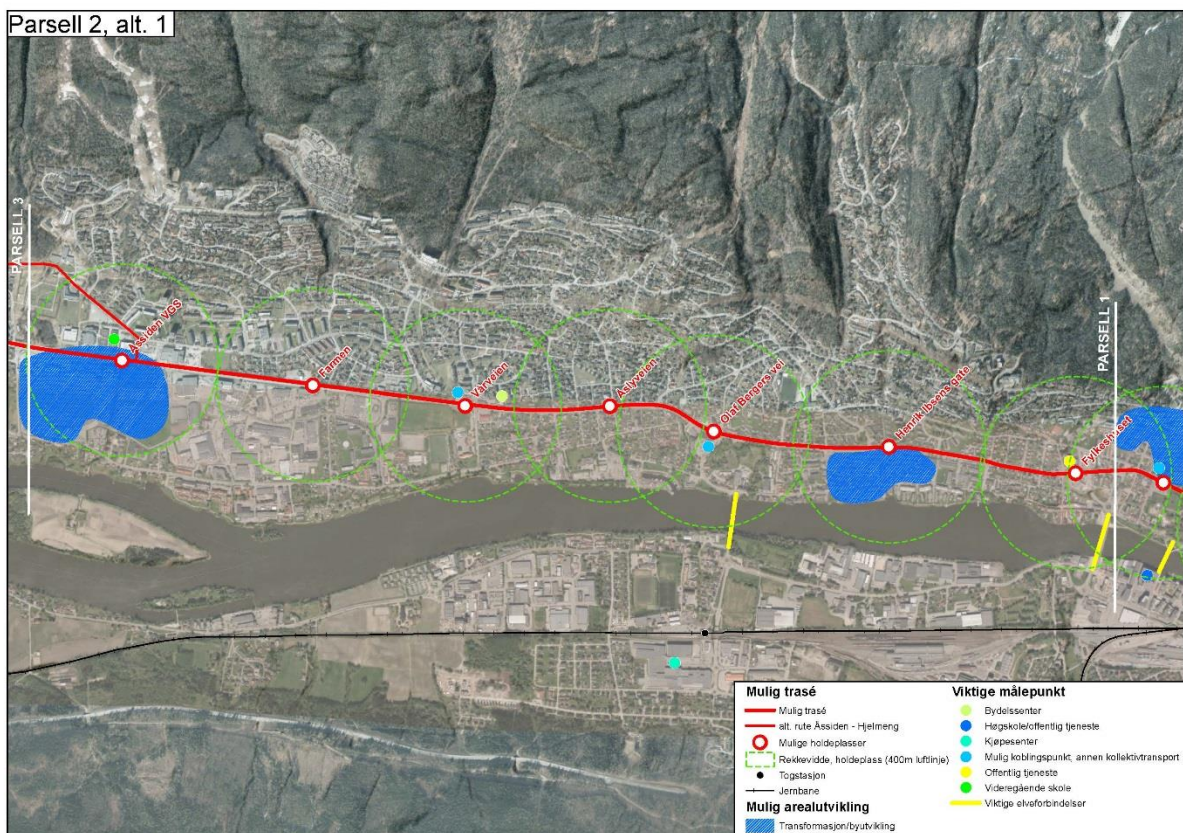 Parsell 2, alt. 1
PARSELL 3
Åssiden VGS
Farmen
Vårveien
Åslyveien
Olaf Bergers vei
Henrik Ibsens gate
PARSELL 1
Fylkeshuset
Mulig trasé
Mulig trasé
alt. rute Åssiden - Hjelmeng
Mulige holdeplasser
Rekkevidde, holdeplass (400m luftlinje)
Togstasjon
Jernbane
Mulig arealutvikling
Transformasjon/byutvikling
Viktige målepunkt
Bydelssenter
Høgskole/offentlig tjeneste
Kjøpesenter
Mulig koblingspunkt, annen kollektivtransport
Offentlig tjeneste
Videregående skole
Viktige elveforbindelser